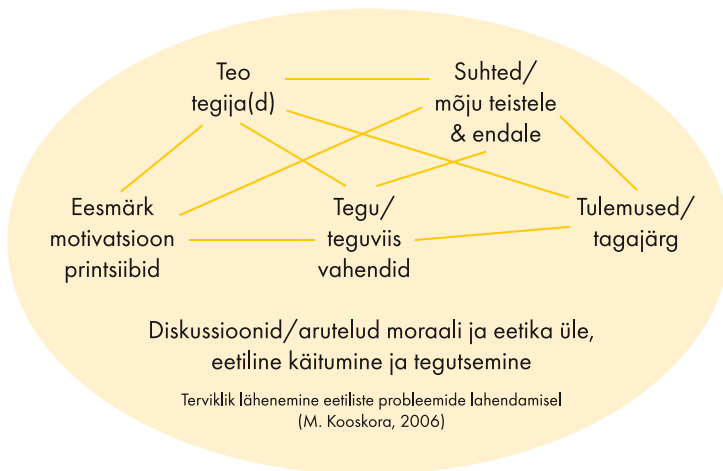 Teo
tegija(d)
Suhted/
mõju teistele
& endale
Eesmärk
motivatsioon
printsiibid
Tegu/
teguviis
vahendid
Tulemused/
tagajärg
Diskussioonid/arutelud moraali ja eetika üle,
eetiline käitumine ja tegutsemine
Terviklik lähenemine eetiliste probleemide lahendamisel
(M. Kooskora, 2006)